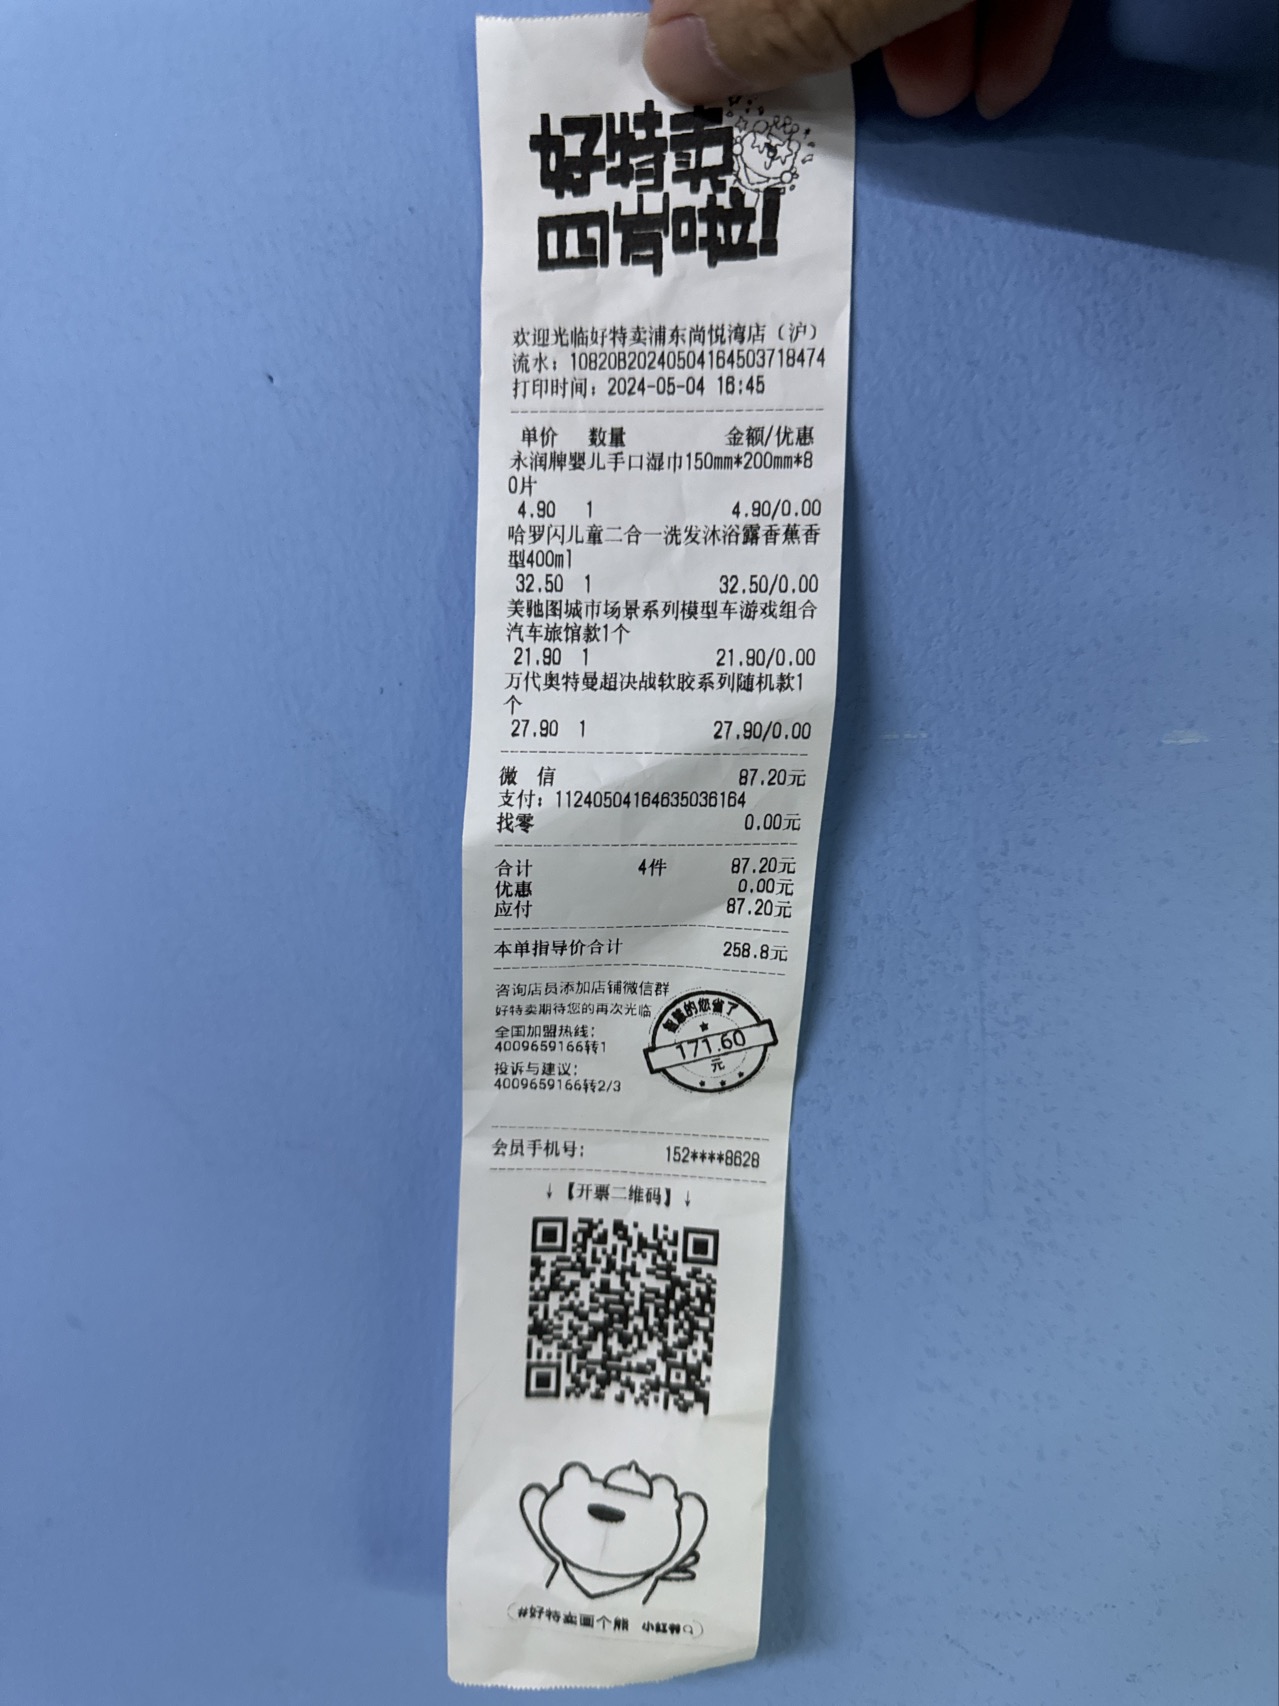 好特卖
欢迎光临好特卖浦东尚悦湾店（沪）
流水：10820B20240504164503718474
打印时间：2024-05-04 16:45
单价 数量 金额/优惠
永润牌婴儿手口湿巾150mm*200mm*8
0片
4.90 1 4.90/0.00
哈罗闪儿童二合一洗发沐浴露香蕉香
型400ml
32.50 1 32.50/0.00
美驰图城市场景系列模型车游戏组合
汽车旅馆款1个
21.90 1 21.90/0.00
万代奥特曼超决战软胶系列随机款1
个
27.90 1 27.90/0.00
微 信 87.20元
支付：11240504164635036164
找零 0.00元
合计 4件 87.20元
优惠 0.00元
应付 87.20元
本单指导价合计 258.8元
咨询店员添加店铺微信群
好特卖期待您的再次光临
全国加盟热线：
4009659166转1
投诉与建议：
4009659166转2/3
智慧的您省了
171.60
元
会员手机号： 152****8628
↓【开票二维码】↓
#好特卖画个熊 小红书